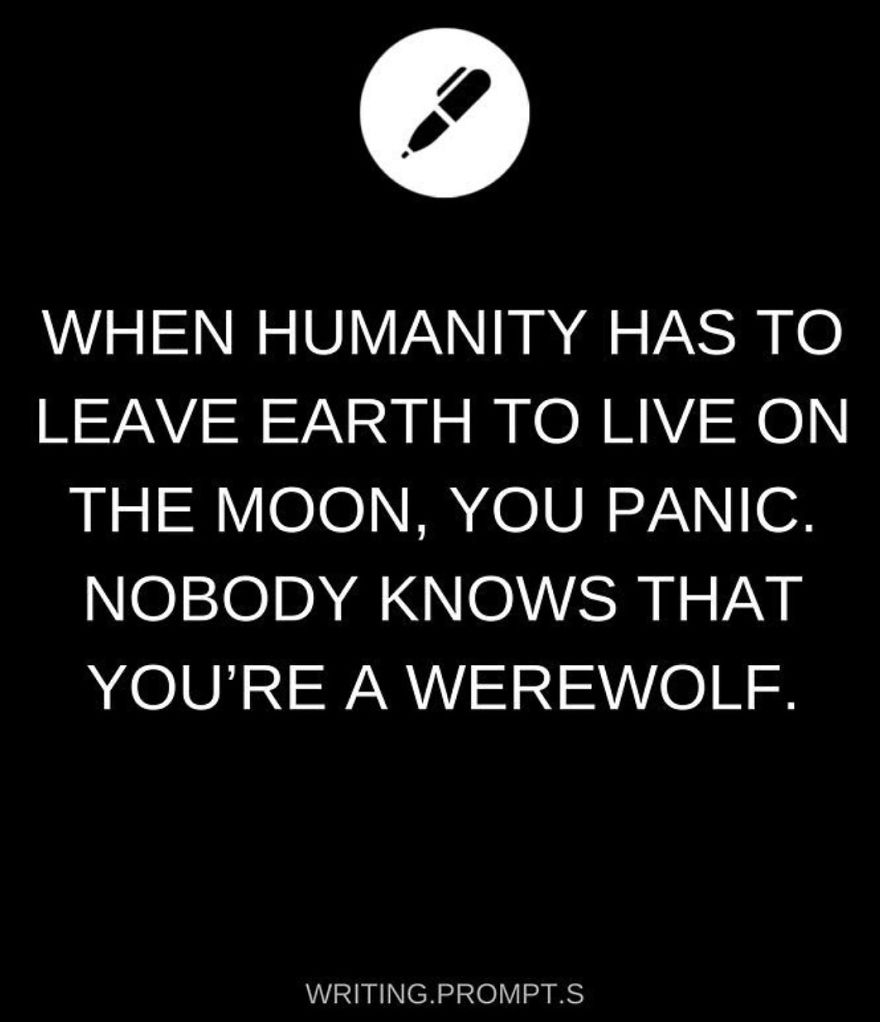 WHEN HUMANITY HAS TO
LEAVE EARTH TO LIVE ON
THE MOON, YOU PANIC.
NOBODY KNOWS THAT
YOU’RE A WEREWOLF.
WRITING.PROMPT.S